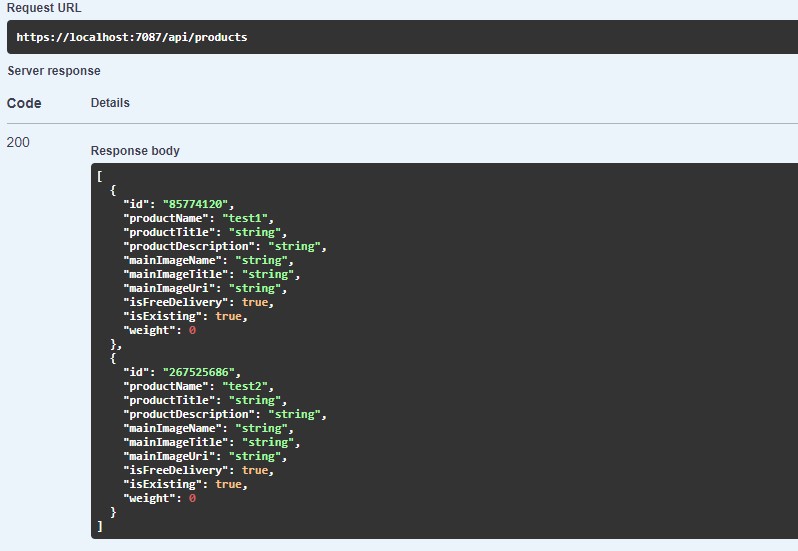 Request URL
https://localhost:7087/api/products
Server response
Code Details
200
Response body
[
  {
    "id": "85774120",
    "productName": "test1",
    "productTitle": "string",
    "productDescription": "string",
    "mainImageName": "string",
    "mainImageTitle": "string",
    "mainImageUri": "string",
    "isFreeDelivery": true,
    "isExisting": true,
    "weight": 0
  },
  {
    "id": "267525686",
    "productName": "test2",
    "productTitle": "string",
    "productDescription": "string",
    "mainImageName": "string",
    "mainImageTitle": "string",
    "mainImageUri": "string",
    "isFreeDelivery": true,
    "isExisting": true,
    "weight": 0
  }
]